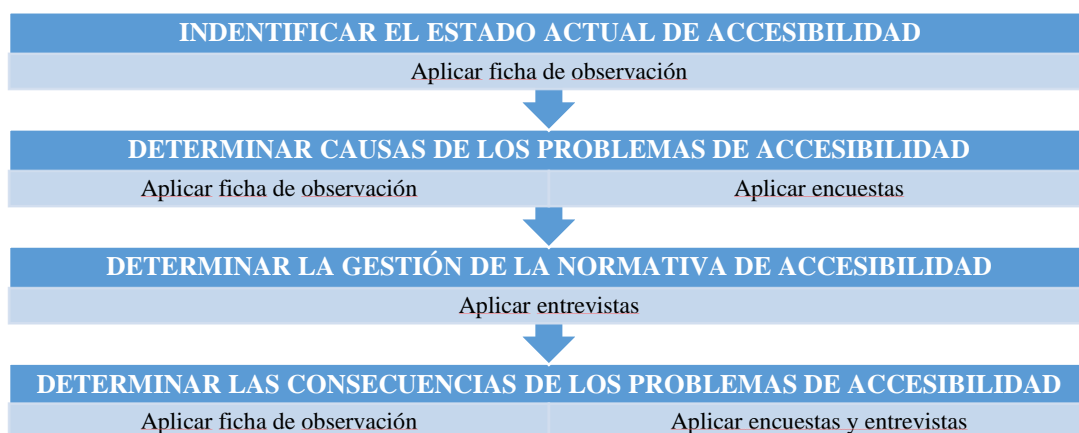 INDENTIFICAR EL ESTADO ACTUAL DE ACCESIBILIDAD
Aplicar ficha de observación
DETERMINAR CAUSAS DE LOS PROBLEMAS DE ACCESIBILIDAD
Aplicar ficha de observación
Aplicar encuestas
DETERMINAR LA GESTIÓN DE LA NORMATIVA DE ACCESIBILIDAD
Aplicar entrevistas
DETERMINAR LAS CONSECUENCIAS DE LOS PROBLEMAS DE ACCESIBILIDAD
Aplicar ficha de observación
Aplicar encuestas y entrevistas